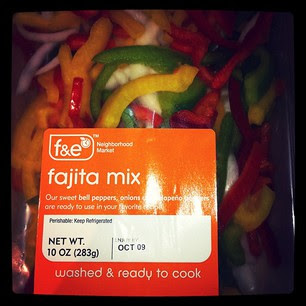 f&e ™
Neighborhood
Market
fajita mix
Our sweet bell peppers, onions
are ready to use in your favorite
Perishable: Keep Refrigerated
NET WT.
10 OZ (283g)
OCT 09
washed & ready to cook